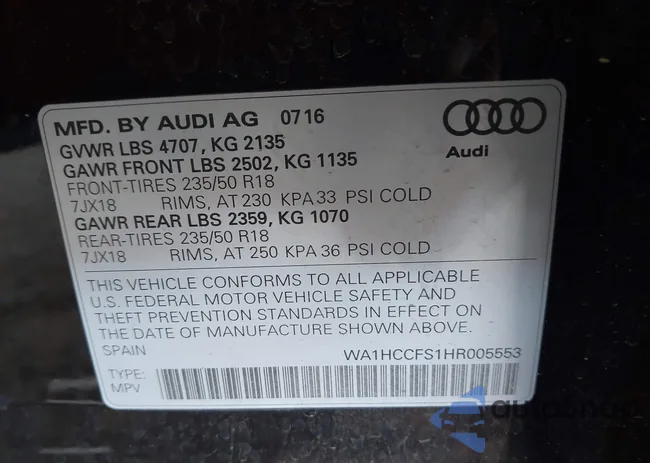 MFD. BY AUDI AG 0716
Audi
GVWR LBS 4707, KG 2135
GAWR FRONT LBS 2502, KG 1135
FRONT-TIRES 235/50 R18
7JX18 RIMS, AT 230 KPA 33 PSI COLD
GAWR REAR LBS 2359, KG 1070
REAR-TIRES 235/50 R18
7JX18 RIMS, AT 250 KPA 36 PSI COLD
THIS VEHICLE CONFORMS TO ALL APPLICABLE
U.S. FEDERAL MOTOR VEHICLE SAFETY AND
THEFT PREVENTION STANDARDS IN EFFECT ON
THE DATE OF MANUFACTURE SHOWN ABOVE.
SPAIN WA1HCCFS1HR005553
TYPE:
MPV